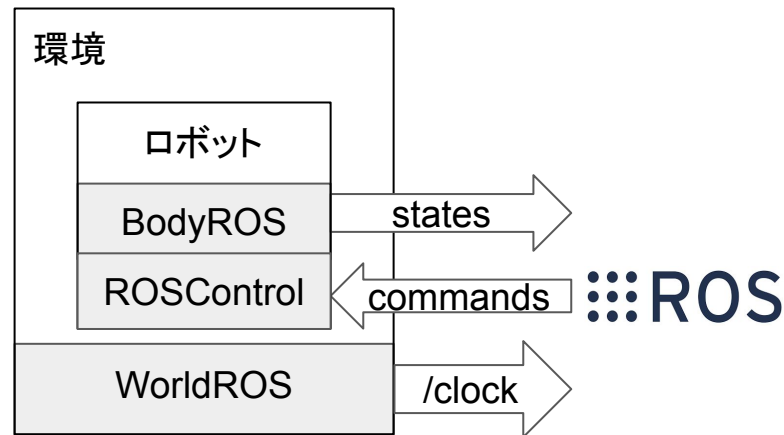 環境
ロボット
BodyROS
states
ROSControl
commands
ROS
WorldROS
/clock